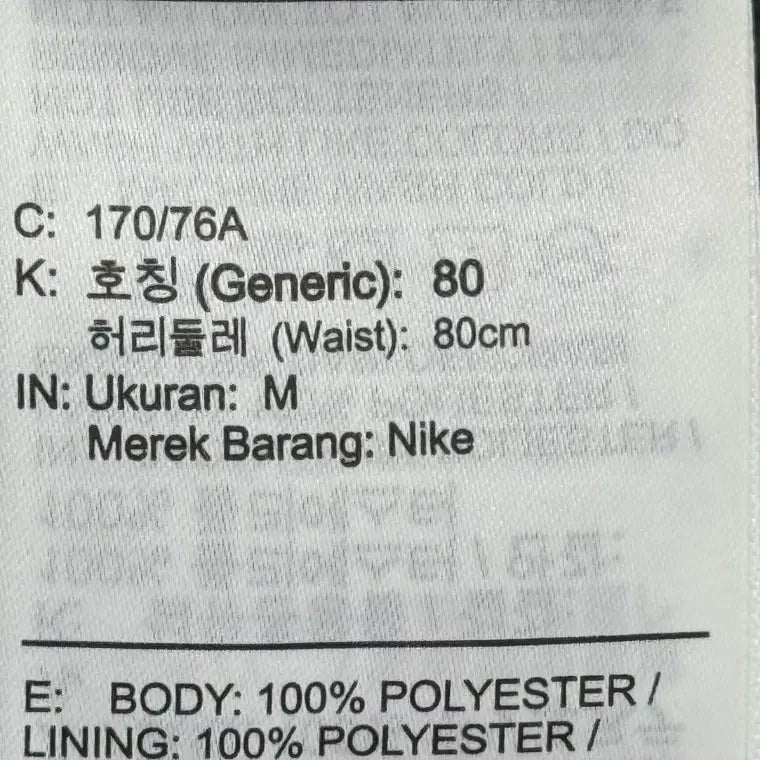 C: 170/76A
K: 호칭 (Generic): 80
허리둘레 (Waist): 80cm
IN: Ukuran: M
Merek Barang: Nike
E: BODY: 100% POLYESTER /
LINING: 100% POLYESTER /